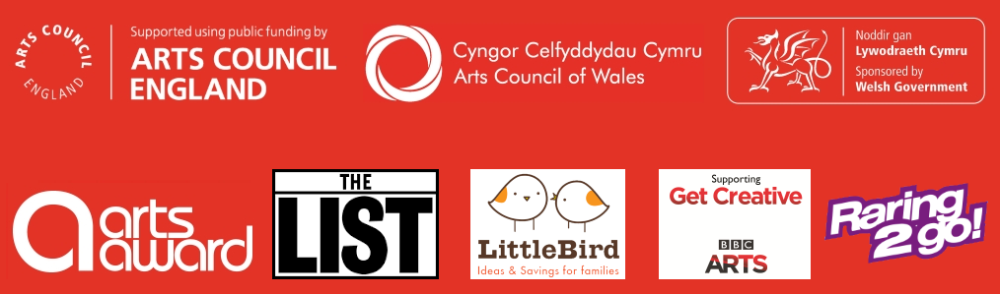 ARTS COUNCIL
ENGLAND
Supported using public funding by
ARTS COUNCIL
ENGLAND
Cyngor Celfyddydau Cymru
Arts Council of Wales
Noddir gan
Lywodraeth Cymru
Sponsored by
Welsh Government
a
arts
award
THE
LIST
LittleBird
Ideas & Savings for families
Supporting
Get Creative
BBC
ARTS
Raring
2 go!